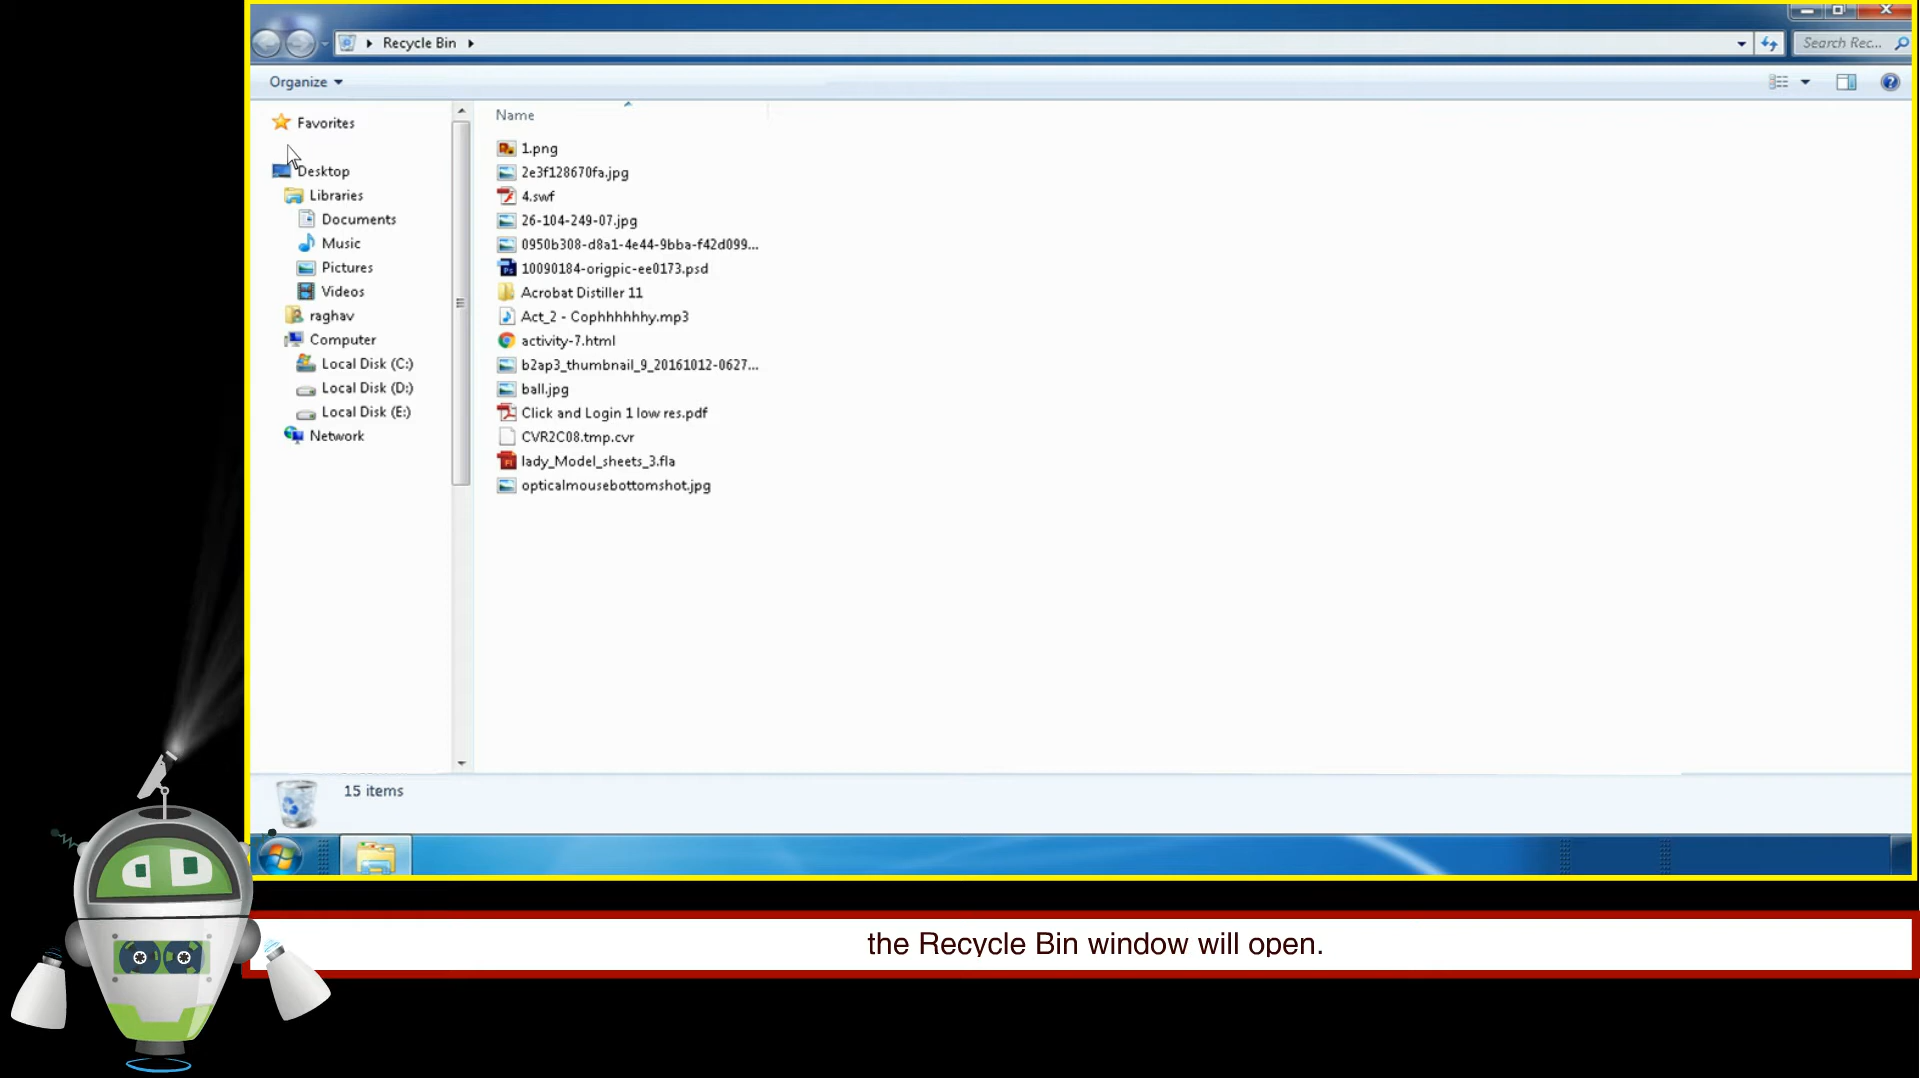 Recycle Bin
Search Rec...
Organize
Favorites
Desktop
Libraries
Documents
Music
Pictures
Videos
raghav
Computer
Local Disk (C:)
Local Disk (D:)
Local Disk (E:)
Network
Name
1.png
2e3f128670fa.jpg
4.swf
26-104-249-07.jpg
0950b308-d8a1-4e44-9bba-f42d099...
10090184-origpic-ee0173.psd
Acrobat Distiller 11
Act_2 - Cophhhhhhy.mp3
activity-7.html
b2ap3_thumbnail_9_20161012-0627...
ball.jpg
Click and Login 1 low res.pdf
CVR2C08.tmp.cvr
lady_Model_sheets_3.fla
opticalmousebottomshot.jpg
15 items
the Recycle Bin window will open.